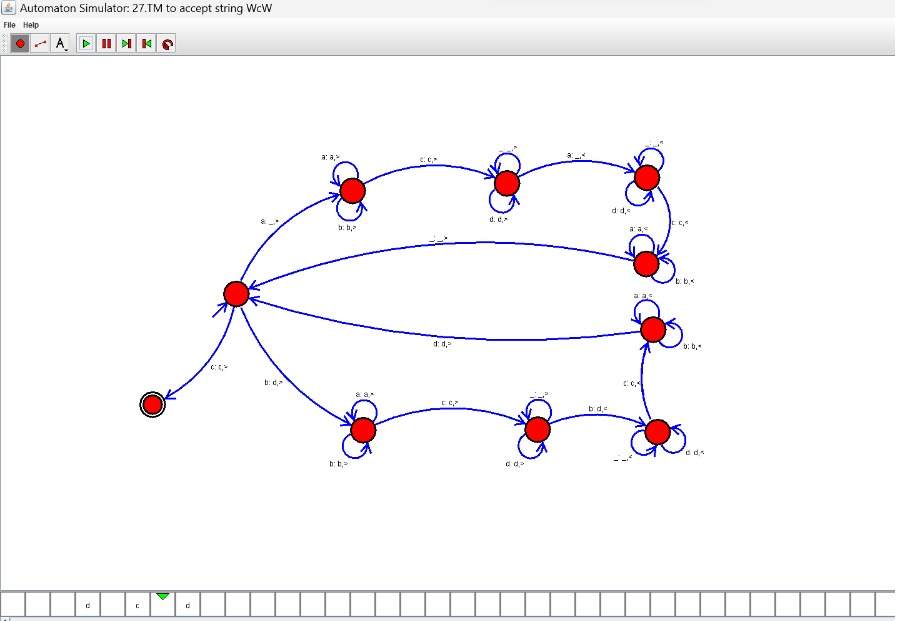 Automaton Simulator: 27.TM to accept string WcW
File Help
A
a: a,>
c: c,>
_: _,<
a: _,<
_: _,<
a: _,>
b: b,>
d: d,>
d: d,<
c: c,<
a: a,<
_: _,>
b: b,<
a: a,<
d: d,>
b: b,<
c: c,>
b: d,>
c: c,<
a: a,>
c: c,>
_: _,>
b: d,<
b: b,>
d: d,>
_: _,<
d: d,<
d c d